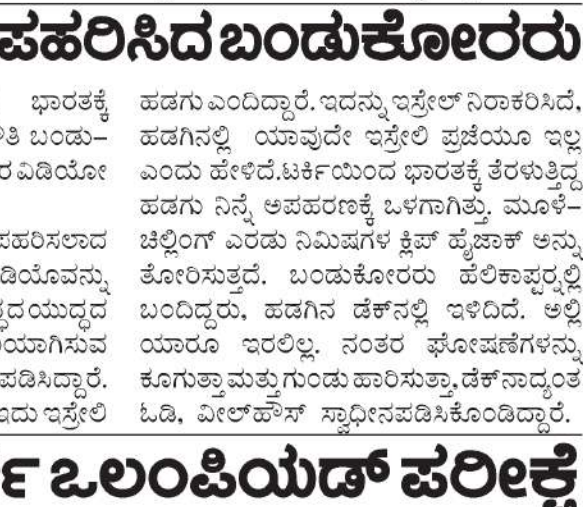 ಪಹರಿಸಿದ ಬಂಡುಕೋರರು
ಭಾರತಕ್ಕೆ
ಬಂಡು–
ವಿಡಿಯೋ
ಪಹರಿಸಲಾದ
ಡಿಯೊವನ್ನು
ದಯುದ್ಧದ
ಯಾಗಿಸುವ
ಪಡಿಸಿದ್ದಾರೆ.
ಇದು ಇಸ್ರೇಲಿ
ಹಡಗು ಎಂದಿದ್ದಾರೆ. ಇದನ್ನು ಇಸ್ರೇಲ್ ನಿರಾಕರಿಸಿದೆ,
ಹಡಗಿನಲ್ಲಿ ಯಾವುದೇ ಇಸ್ರೇಲಿ ಪ್ರಜೆಯೂ ಇಲ್ಲ
ಎಂದು ಹೇಳಿದೆ.ಟರ್ಕಿಯಿಂದ ಭಾರತಕ್ಕೆ ತೆರಳುತ್ತಿದ್ದ
ಹಡಗು ನಿನ್ನೆ ಅಪಹರಣಕ್ಕೆ ಒಳಗಾಗಿತ್ತು. ಮೂಳೆ–
ಚಿಲ್ಲಿಂಗ್ ಎರಡು ನಿಮಿಷಗಳ ಕ್ಲಿಪ್ ಹೈಜಾಕ್ ಅನ್ನು
ತೋರಿಸುತ್ತದೆ. ಬಂದುಕೋರರು ಹೆಲಿಕಾಪ್ಟರ್‌ನಲ್ಲಿ
ಬಂದಿದ್ದರು, ಹಡಗಿನ ಡೆಕ್‌ನಲ್ಲಿ ಇಳಿದಿದೆ. ಅಲ್ಲಿ
ಯಾರೂ ಇರಲಿಲ್ಲ. ನಂತರ ಘೋಷಣೆಗಳನ್ನು
ಕೂಗುತ್ತಾ ಮತ್ತು ಗುಂಡು ಹಾರಿಸುತ್ತಾ, ಡೆಕ್‌ನಾದ್ಯಂತ
ಓಡಿ, ವೀಲ್‌ಹೌಸ್ ಸ್ವಾಧೀನಪಡಿಸಿಕೊಂಡಿದ್ದಾರೆ.
ಒಲಂಪಿಯಡ್ ಪರೀಕ್ಷೆ